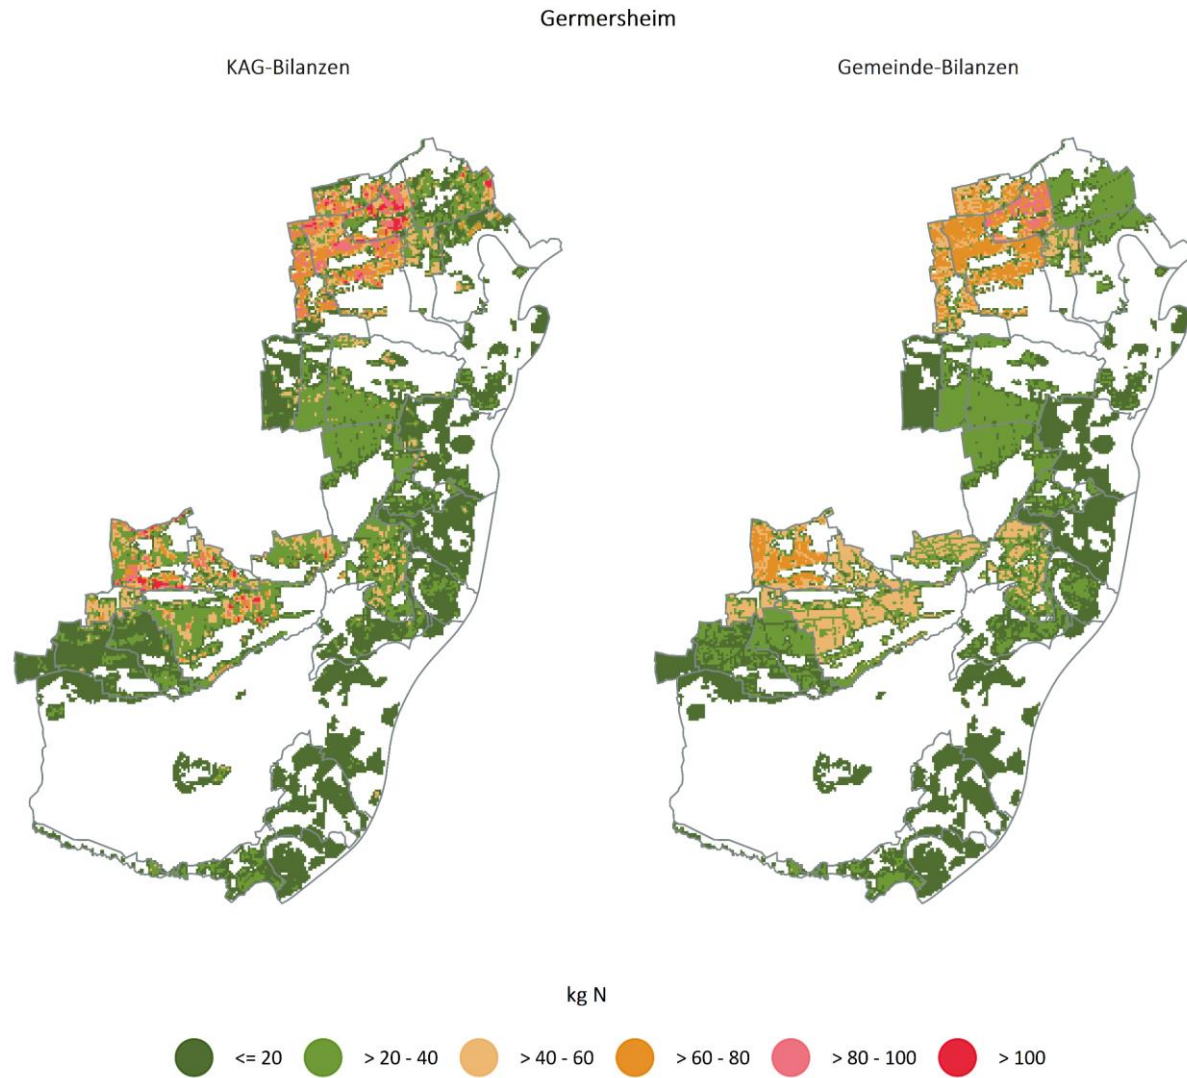 Germersheim
KAG-Bilanzen
Gemeinde-Bilanzen
kg N
<= 20
> 20 - 40
> 40 - 60
> 60 - 80
> 80 - 100
> 100